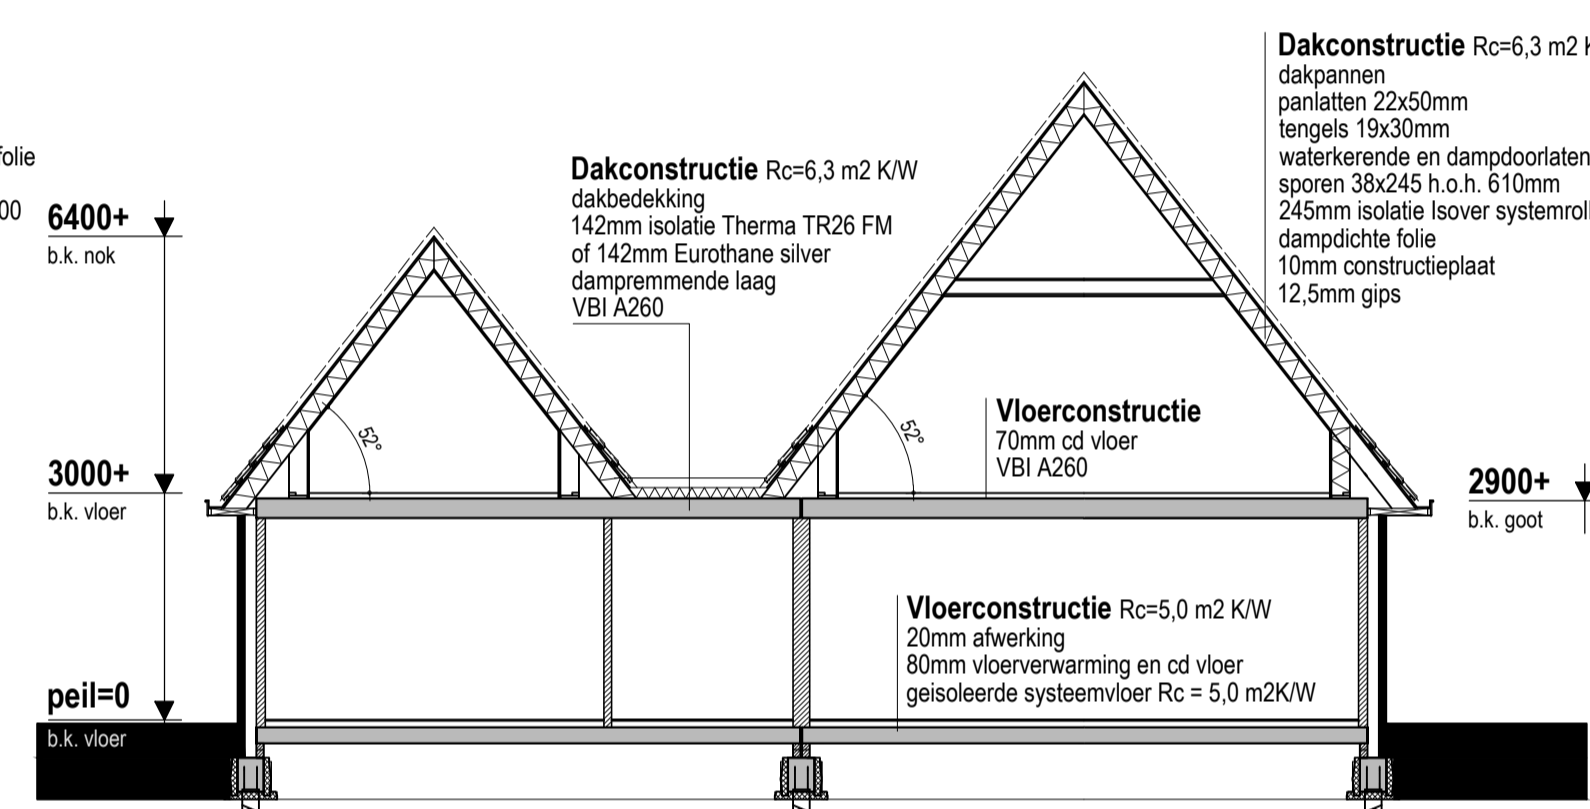 folie
00
6400+
b.k. nok
3000+
b.k. vloer
peil=0
b.k. vloer
52°
Dakconstructie Rc=6,3 m2 K/W
dakbedekking
142mm isolatie Therma TR26 FM
of 142mm Eurothane silver
dampremmende laag
VBI A260
52°
Vloerconstructie
70mm cd vloer
VBI A260
Vloerconstructie Rc=5,0 m2 K/W
20mm afwerking
80mm vloerverwarming en cd vloer
geisoleerde systeemvloer Rc = 5,0 m2K/W
Dakconstructie Rc=6,3 m2 K
dakpannen
panlatten 22x50mm
tengels 19x30mm
waterkerende en dampdoorlaten
sporen 38x245 h.o.h. 610mm
245mm isolatie Isover systemroll
dampdichte folie
10mm constructieplaat
12,5mm gips
2900+
b.k. goot